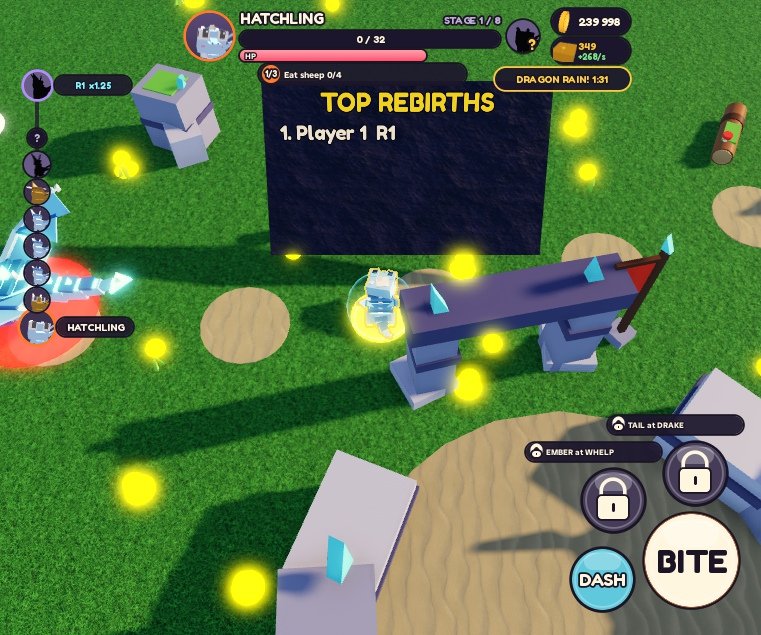 HATCHLING
STAGE 1 / 8
0 / 32
HP
?
239 998
349
+268/s
1/3 Eat sheep 0/4
DRAGON RAIN! 1:31
R1 x1.25
?
TOP REBIRTHS
1. Player 1 R1
HATCHLING
TAIL at DRAKE
EMBER at WHELP
DASH
BITE